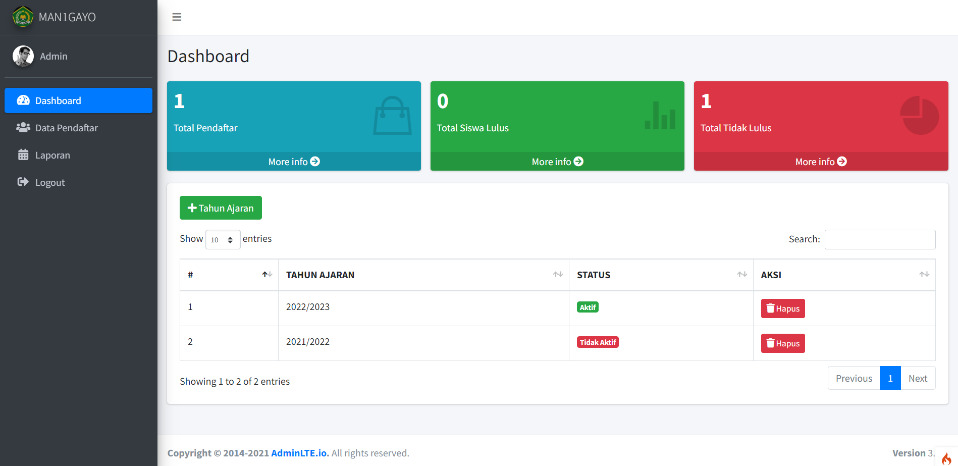 MAN1GAYO
Admin
Dashboard
Data Pendaftar
Laporan
Logout
Dashboard
1
Total Pendaftar
More info
0
Total Siswa Lulus
More info
1
Total Tidak Lulus
More info
Tahun Ajaran
Show 10 entries
Search:
# TAHUN AJARAN STATUS AKSI
1 2022/2023 Aktif Hapus
2 2021/2022 Tidak Aktif Hapus
Showing 1 to 2 of 2 entries
Previous 1 Next
Copyright © 2014-2021 AdminLTE.io. All rights reserved.
Version 3.